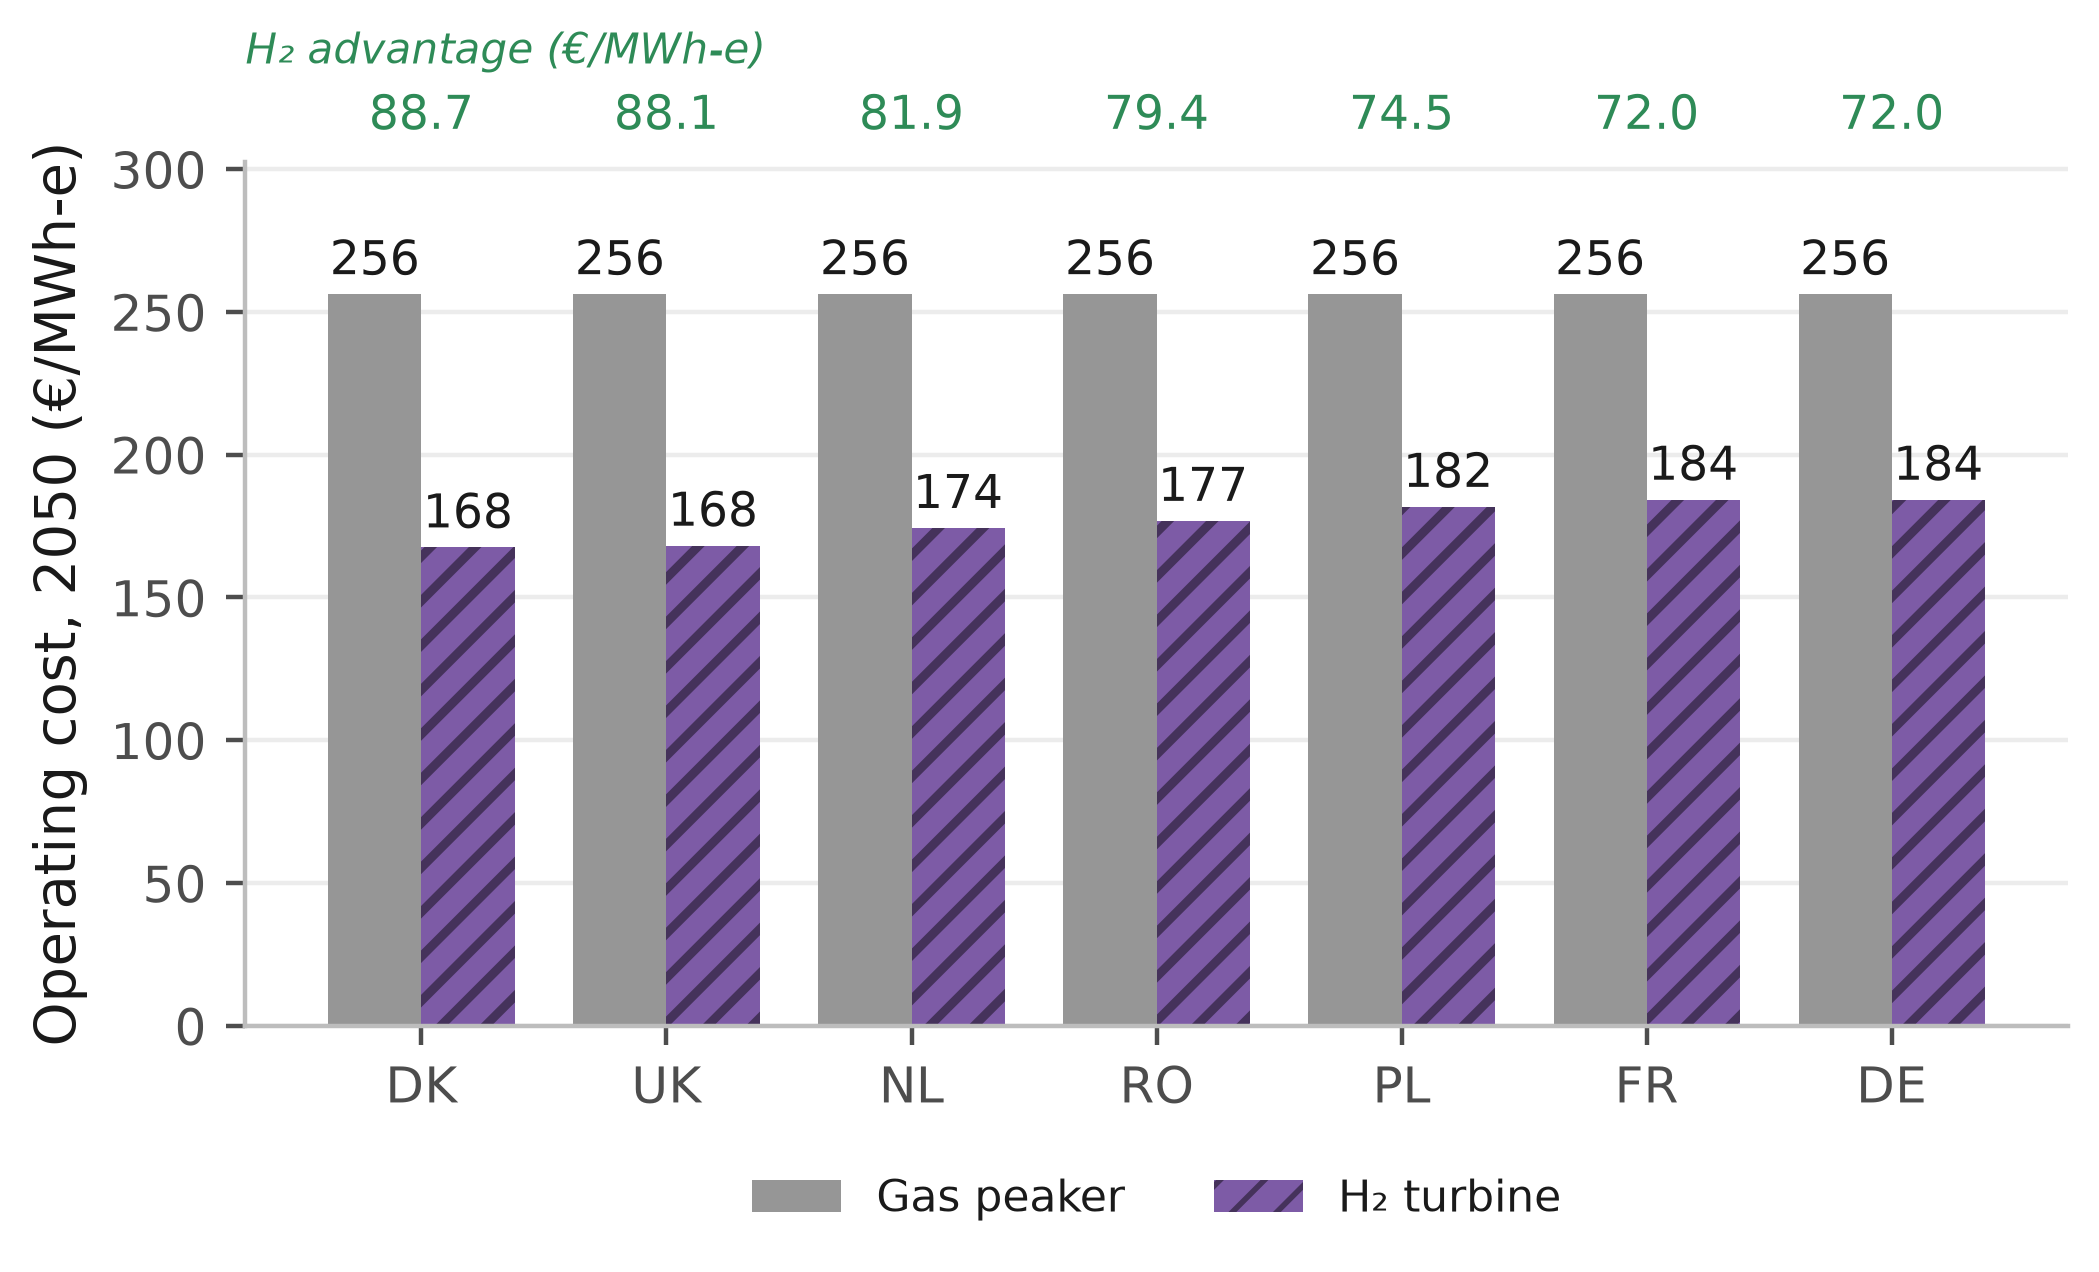 H₂ advantage (€/MWh-e)
88.7 88.1 81.9 79.4 74.5 72.0 72.0
Operating cost, 2050 (€/MWh-e)
300
250
200
150
100
50
0
256 256 256 256 256 256 256
168 168 174 177 182 184 184
DK UK NL RO PL FR DE
Gas peaker H₂ turbine